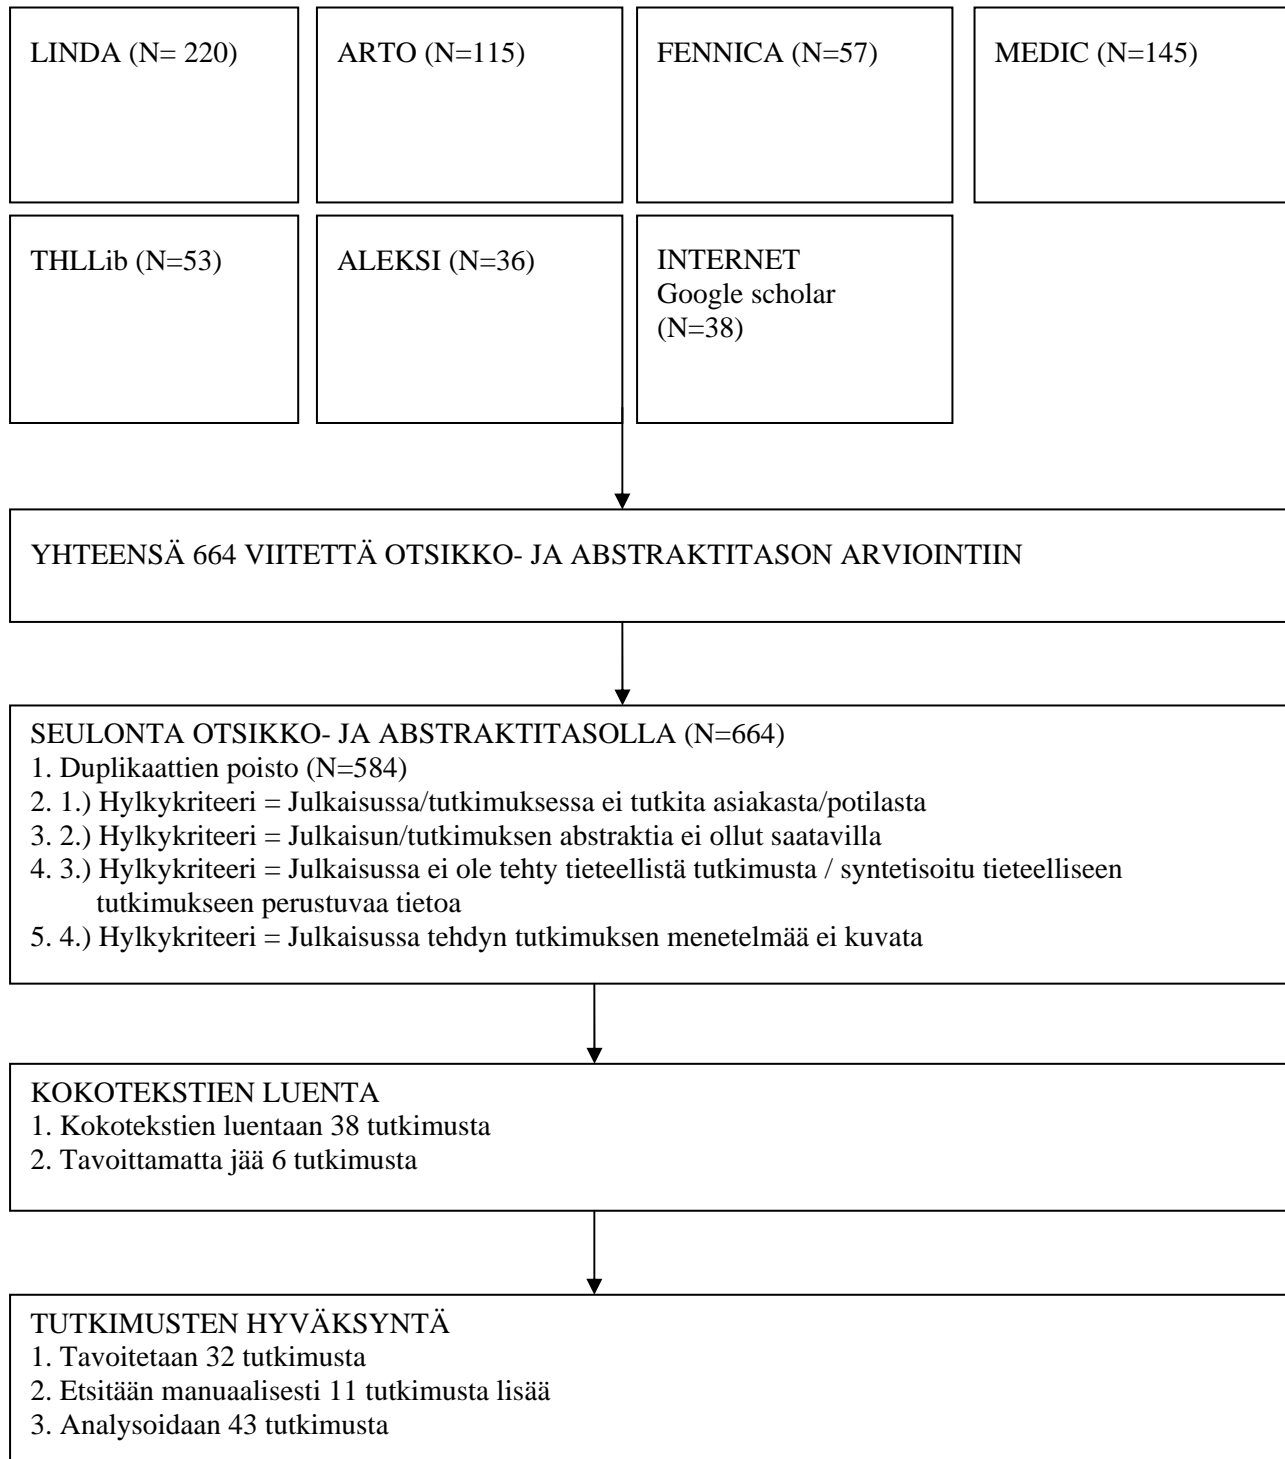 LINDA (N= 220)
ARTO (N=115)
FENNICA (N=57)
MEDIC (N=145)
THLLib (N=53)
ALEKSI (N=36)
INTERNET
Google scholar
(N=38)
YHTEENSÄ 664 VIITETTÄ OTSIKKO- JA ABSTRAKTITASON ARVIOINTIIN
SEULONTA OTSIKKO- JA ABSTRAKTITASOLLA (N=664)
1. Duplikaattien poisto (N=584)
2. 1.) Hylkykriteeri = Julkaisussa/tutkimuksessa ei tutkita asiakasta/potilasta
3. 2.) Hylkykriteeri = Julkaisun/tutkimuksen abstraktia ei ollut saatavilla
4. 3.) Hylkykriteeri = Julkaisussa ei ole tehty tieteellistä tutkimusta / syntetisoitu tieteelliseen
tutkimukseen perustuvaa tietoa
5. 4.) Hylkykriteeri = Julkaisussa tehdyn tutkimuksen menetelmää ei kuvata
KOKOTEKSTIEN LUENTA
1. Kokotekstien luentaan 38 tutkimusta
2. Tavoittamatta jää 6 tutkimusta
TUTKIMUSTEN HYVÄKSYNTÄ
1. Tavoitetaan 32 tutkimusta
2. Etsitään manuaalisesti 11 tutkimusta lisää
3. Analysoidaan 43 tutkimusta